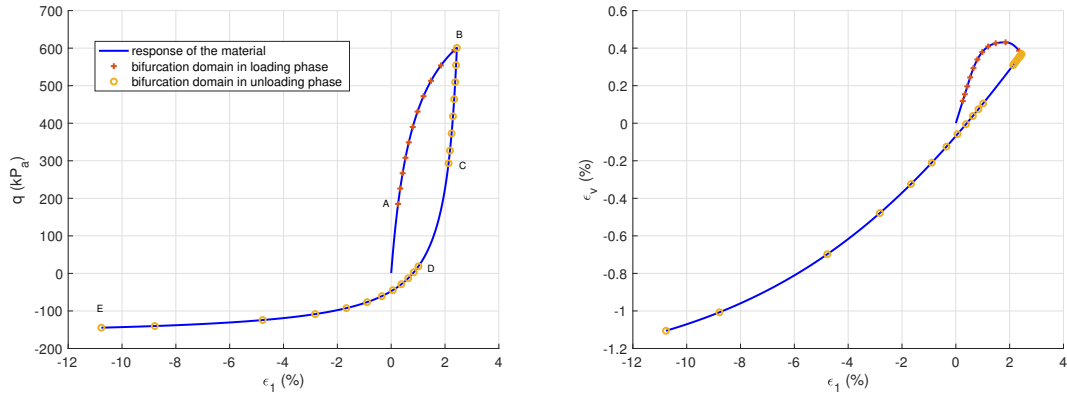 700
600
500
400
300
200
100
0
-100
-200
q (kPa)
response of the material
bifurcation domain in loading phase
bifurcation domain in unloading phase
A
B
C
D
E
-12 -10 -8 -6 -4 -2 0 2 4
ϵ1 (%)
0.6
0.4
0.2
0
-0.2
-0.4
-0.6
-0.8
-1
-1.2
ϵv (%)
-12 -10 -8 -6 -4 -2 0 2 4
ϵ1 (%)